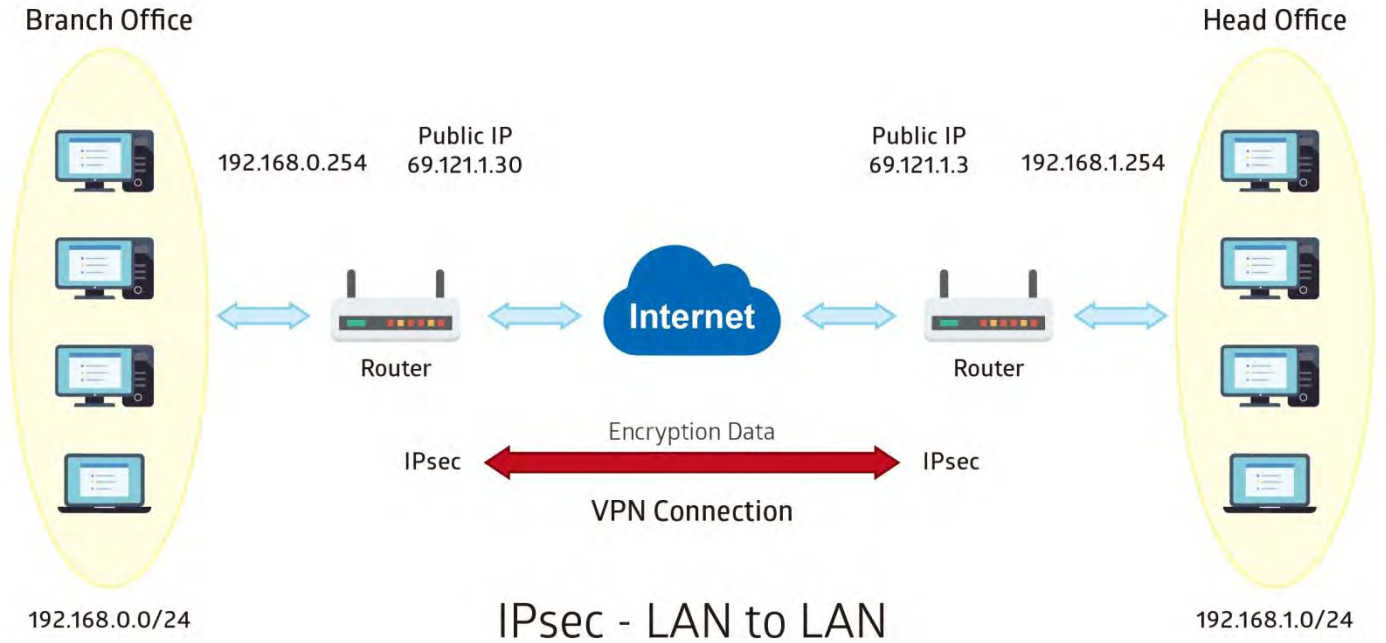 Branch Office
Head Office
Public IP
69.121.1.30
192.168.0.254
Public IP
69.121.1.3
192.168.1.254
Internet
Router
Router
Encryption Data
IPsec
IPsec
VPN Connection
192.168.0.0/24
IPsec - LAN to LAN
192.168.1.0/24